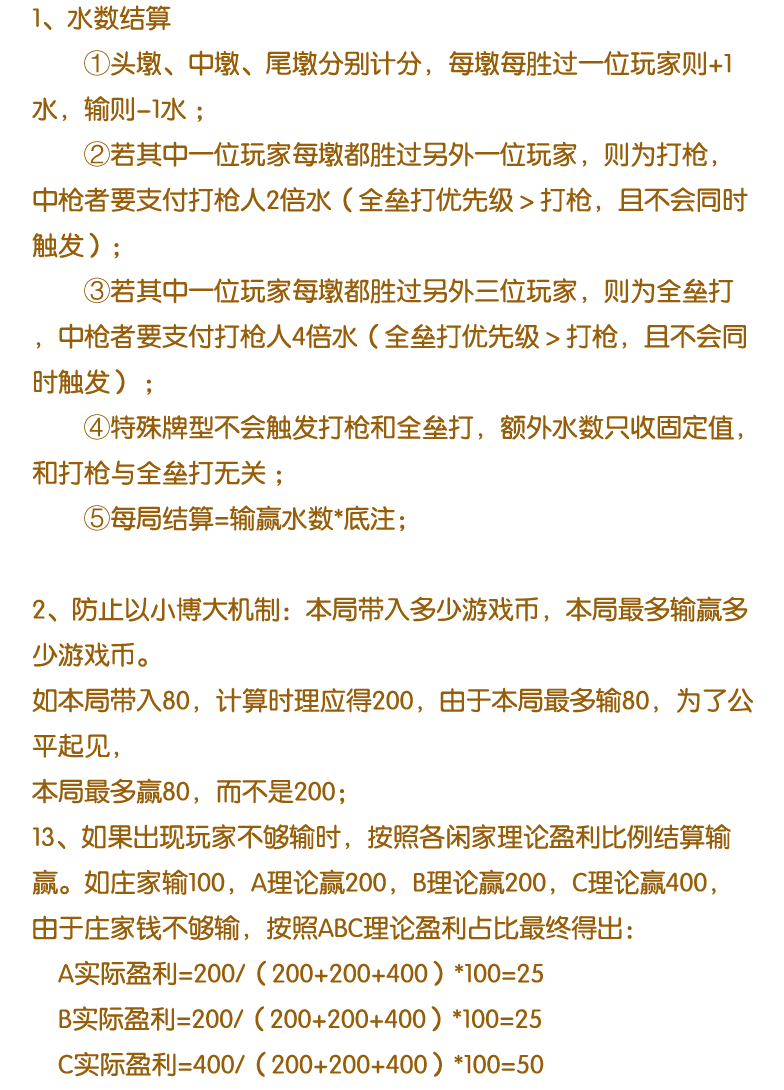 1、水数结算
①头墩、中墩、尾墩分别计分，每墩每胜过一位玩家则+1
水，输则-1水；
②若其中一位玩家每墩都胜过另外一位玩家，则为打枪，
中枪者要支付打枪人2倍水（全垒打优先级＞打枪，且不会同时
触发）；
③若其中一位玩家每墩都胜过另外三位玩家，则为全垒打
，中枪者要支付打枪人4倍水（全垒打优先级＞打枪，且不会同
时触发）；
④特殊牌型不会触发打枪和全垒打，额外水数只收固定值，
和打枪与全垒打无关；
⑤每局结算=输赢水数*底注；
2、防止以小博大机制：本局带入多少游戏币，本局最多输赢多
少游戏币。
如本局带入80，计算时理应得200，由于本局最多输80，为了公
平起见，
本局最多赢80，而不是200；
13、如果出现玩家不够输时，按照各闲家理论盈利比例结算输
赢。如庄家输100，A理论赢200，B理论赢200，C理论赢400，
由于庄家钱不够输，按照ABC理论盈利占比最终得出：
A实际盈利=200/（200+200+400）*100=25
B实际盈利=200/（200+200+400）*100=25
C实际盈利=400/（200+200+400）*100=50